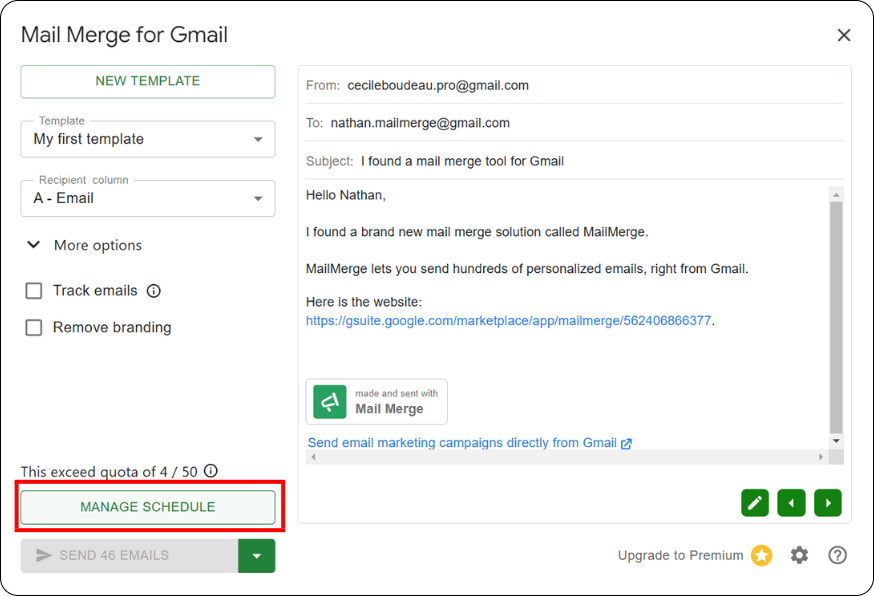 Mail Merge for Gmail
NEW TEMPLATE
Template
My first template
Recipient column
A - Email
More options
Track emails
Remove branding
This exceed quota of 4 / 50
MANAGE SCHEDULE
SEND 46 EMAILS
From: cecileboudeau.pro@gmail.com
To: nathan.mailmerge@gmail.com
Subject: I found a mail merge tool for Gmail
Hello Nathan,
I found a brand new mail merge solution called MailMerge.
MailMerge lets you send hundreds of personalized emails, right from Gmail.
Here is the website:
https://gsuite.google.com/marketplace/app/mailmerge/562406866377.
made and sent with
Mail Merge
Send email marketing campaigns directly from Gmail
Upgrade to Premium